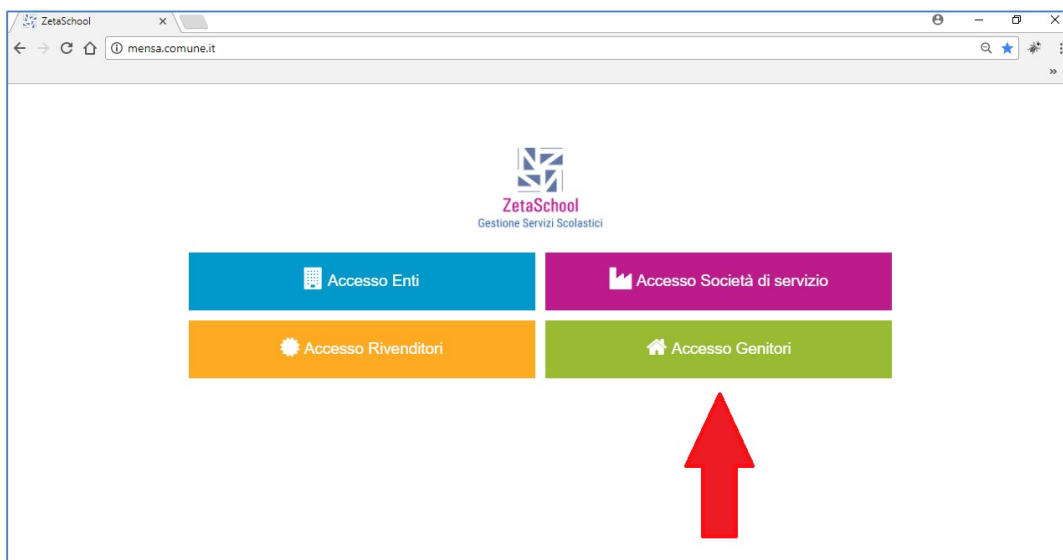 ZetaSchool
mensa.comune.it
ZetaSchool
Gestione Servizi Scolastici
Accesso Enti
Accesso Società di servizio
Accesso Rivenditori
Accesso Genitori